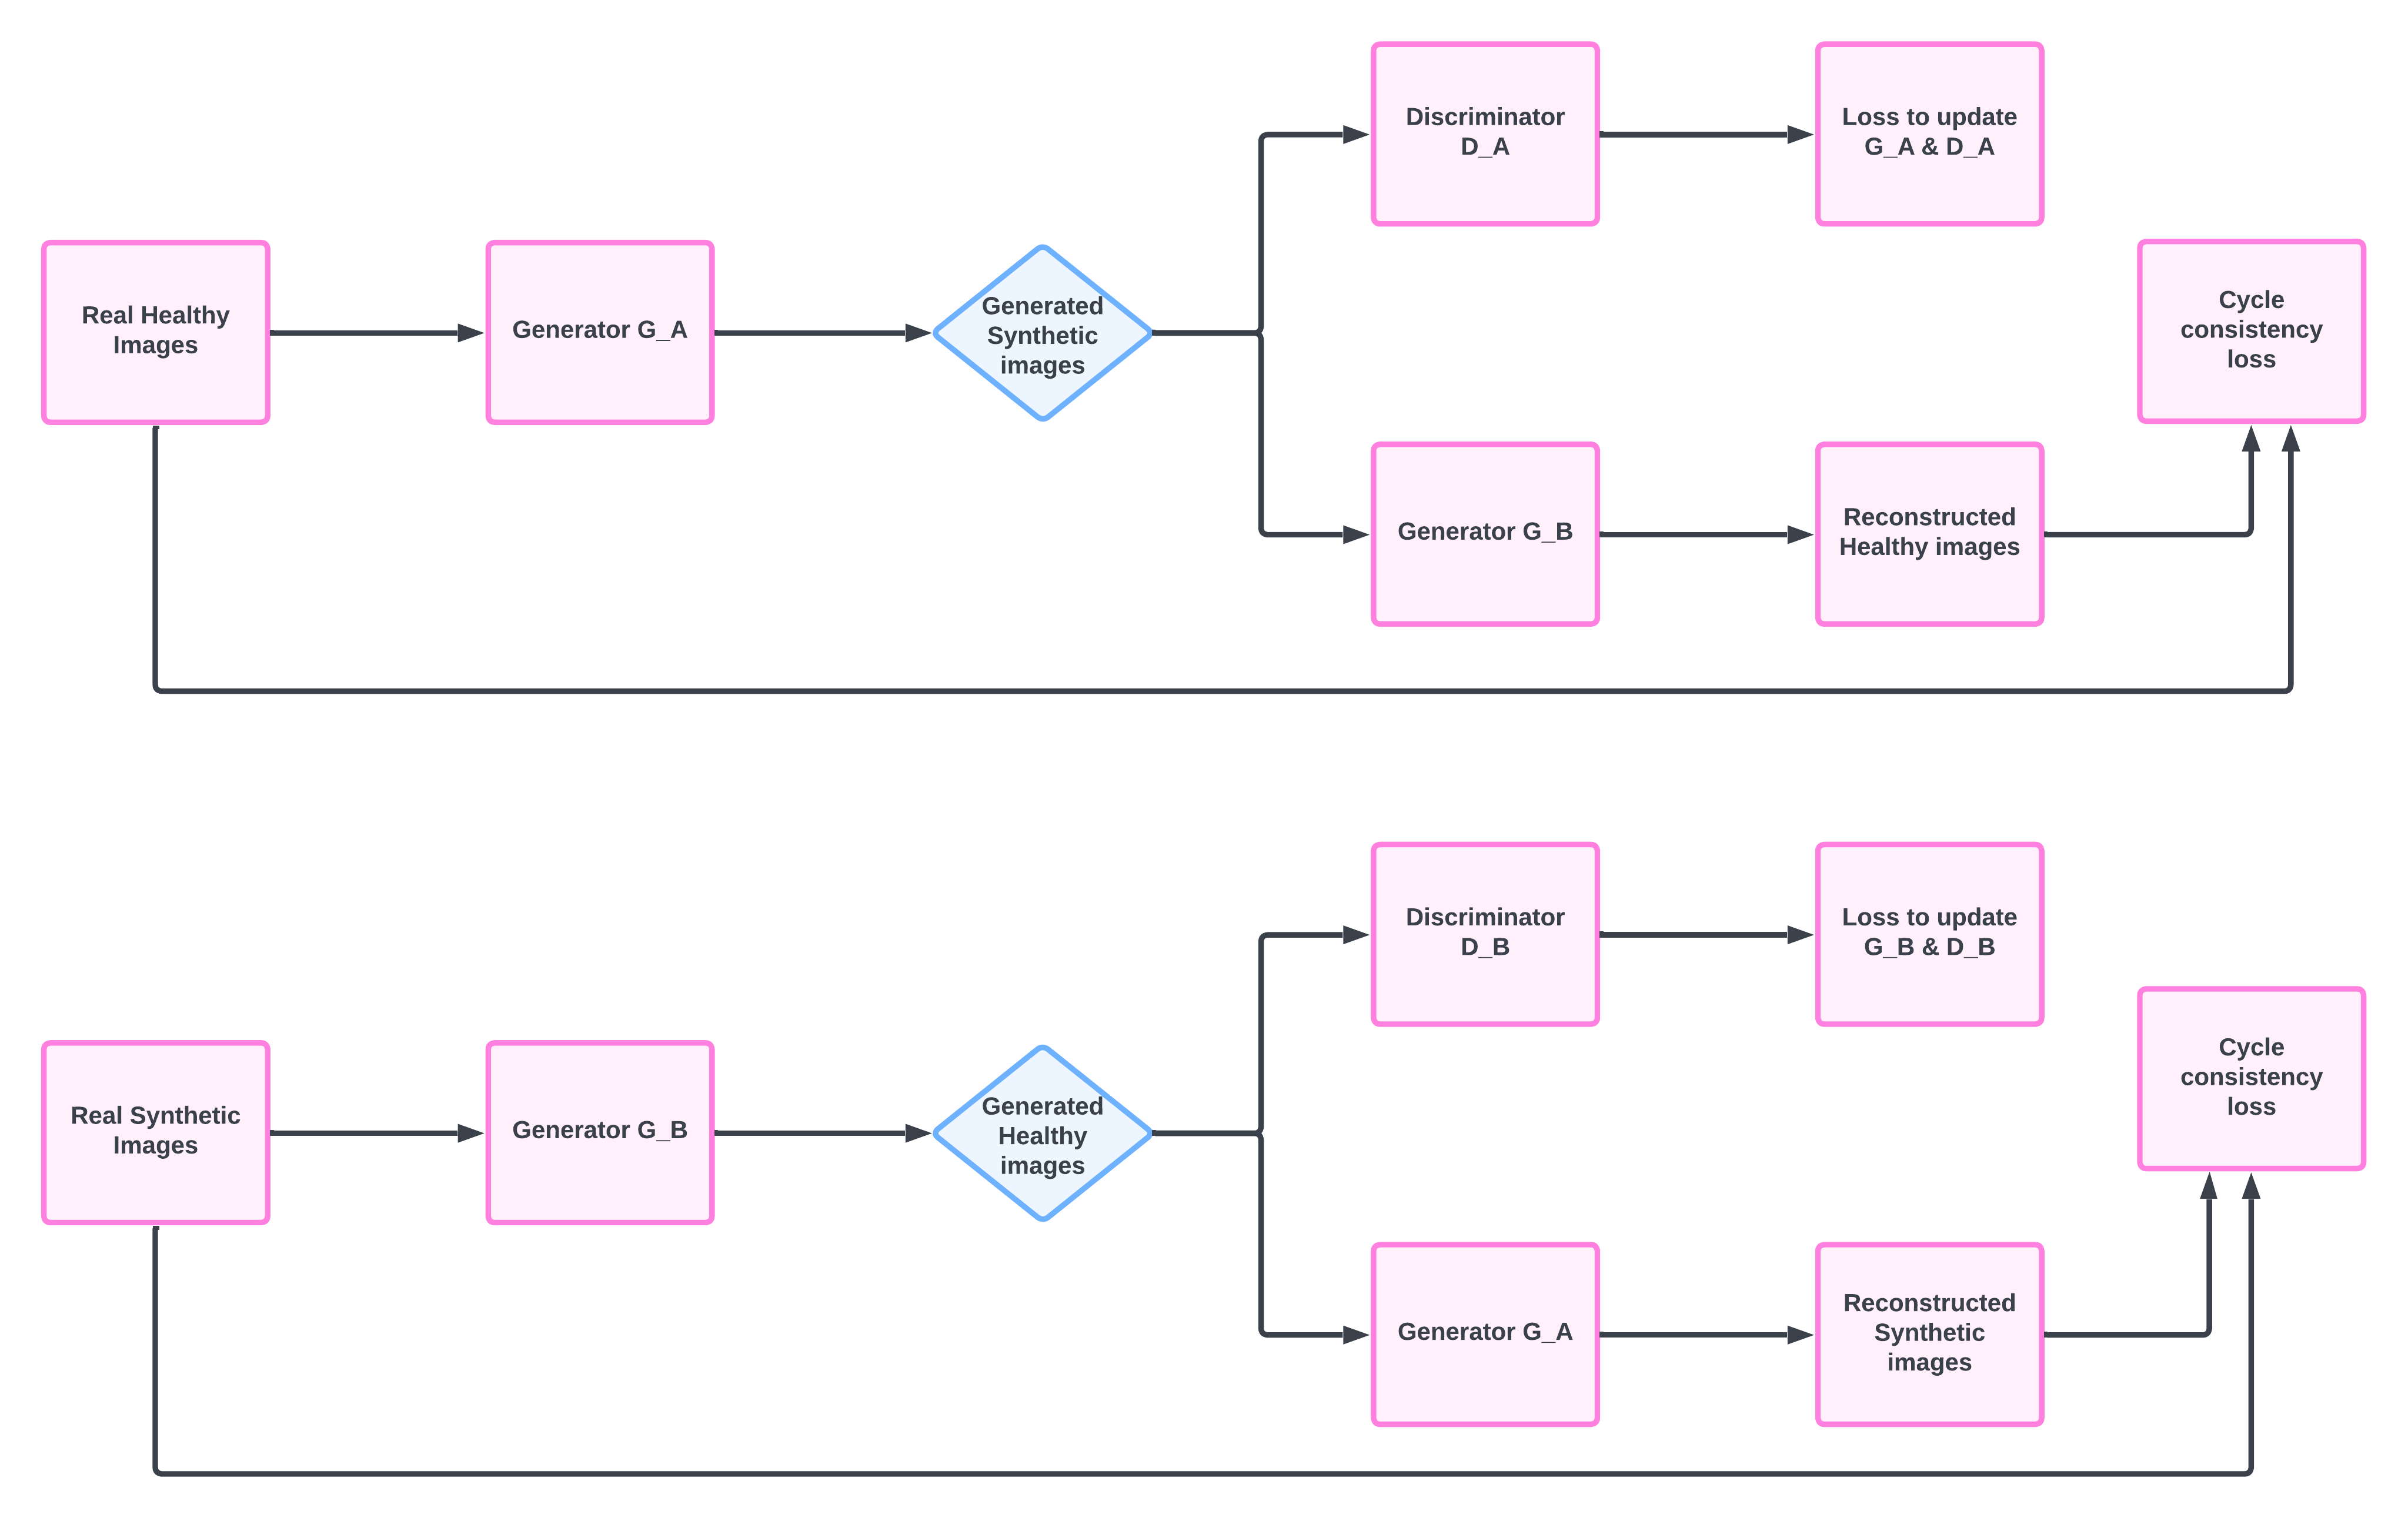 Real Healthy
Images
Generator G_A
Generated
Synthetic
images
Discriminator
D_A
Loss to update
G_A & D_A
Generator G_B
Reconstructed
Healthy images
Cycle
consistency
loss
Real Synthetic
Images
Generator G_B
Generated
Healthy
images
Discriminator
D_B
Loss to update
G_B & D_B
Generator G_A
Reconstructed
Synthetic
images
Cycle
consistency
loss